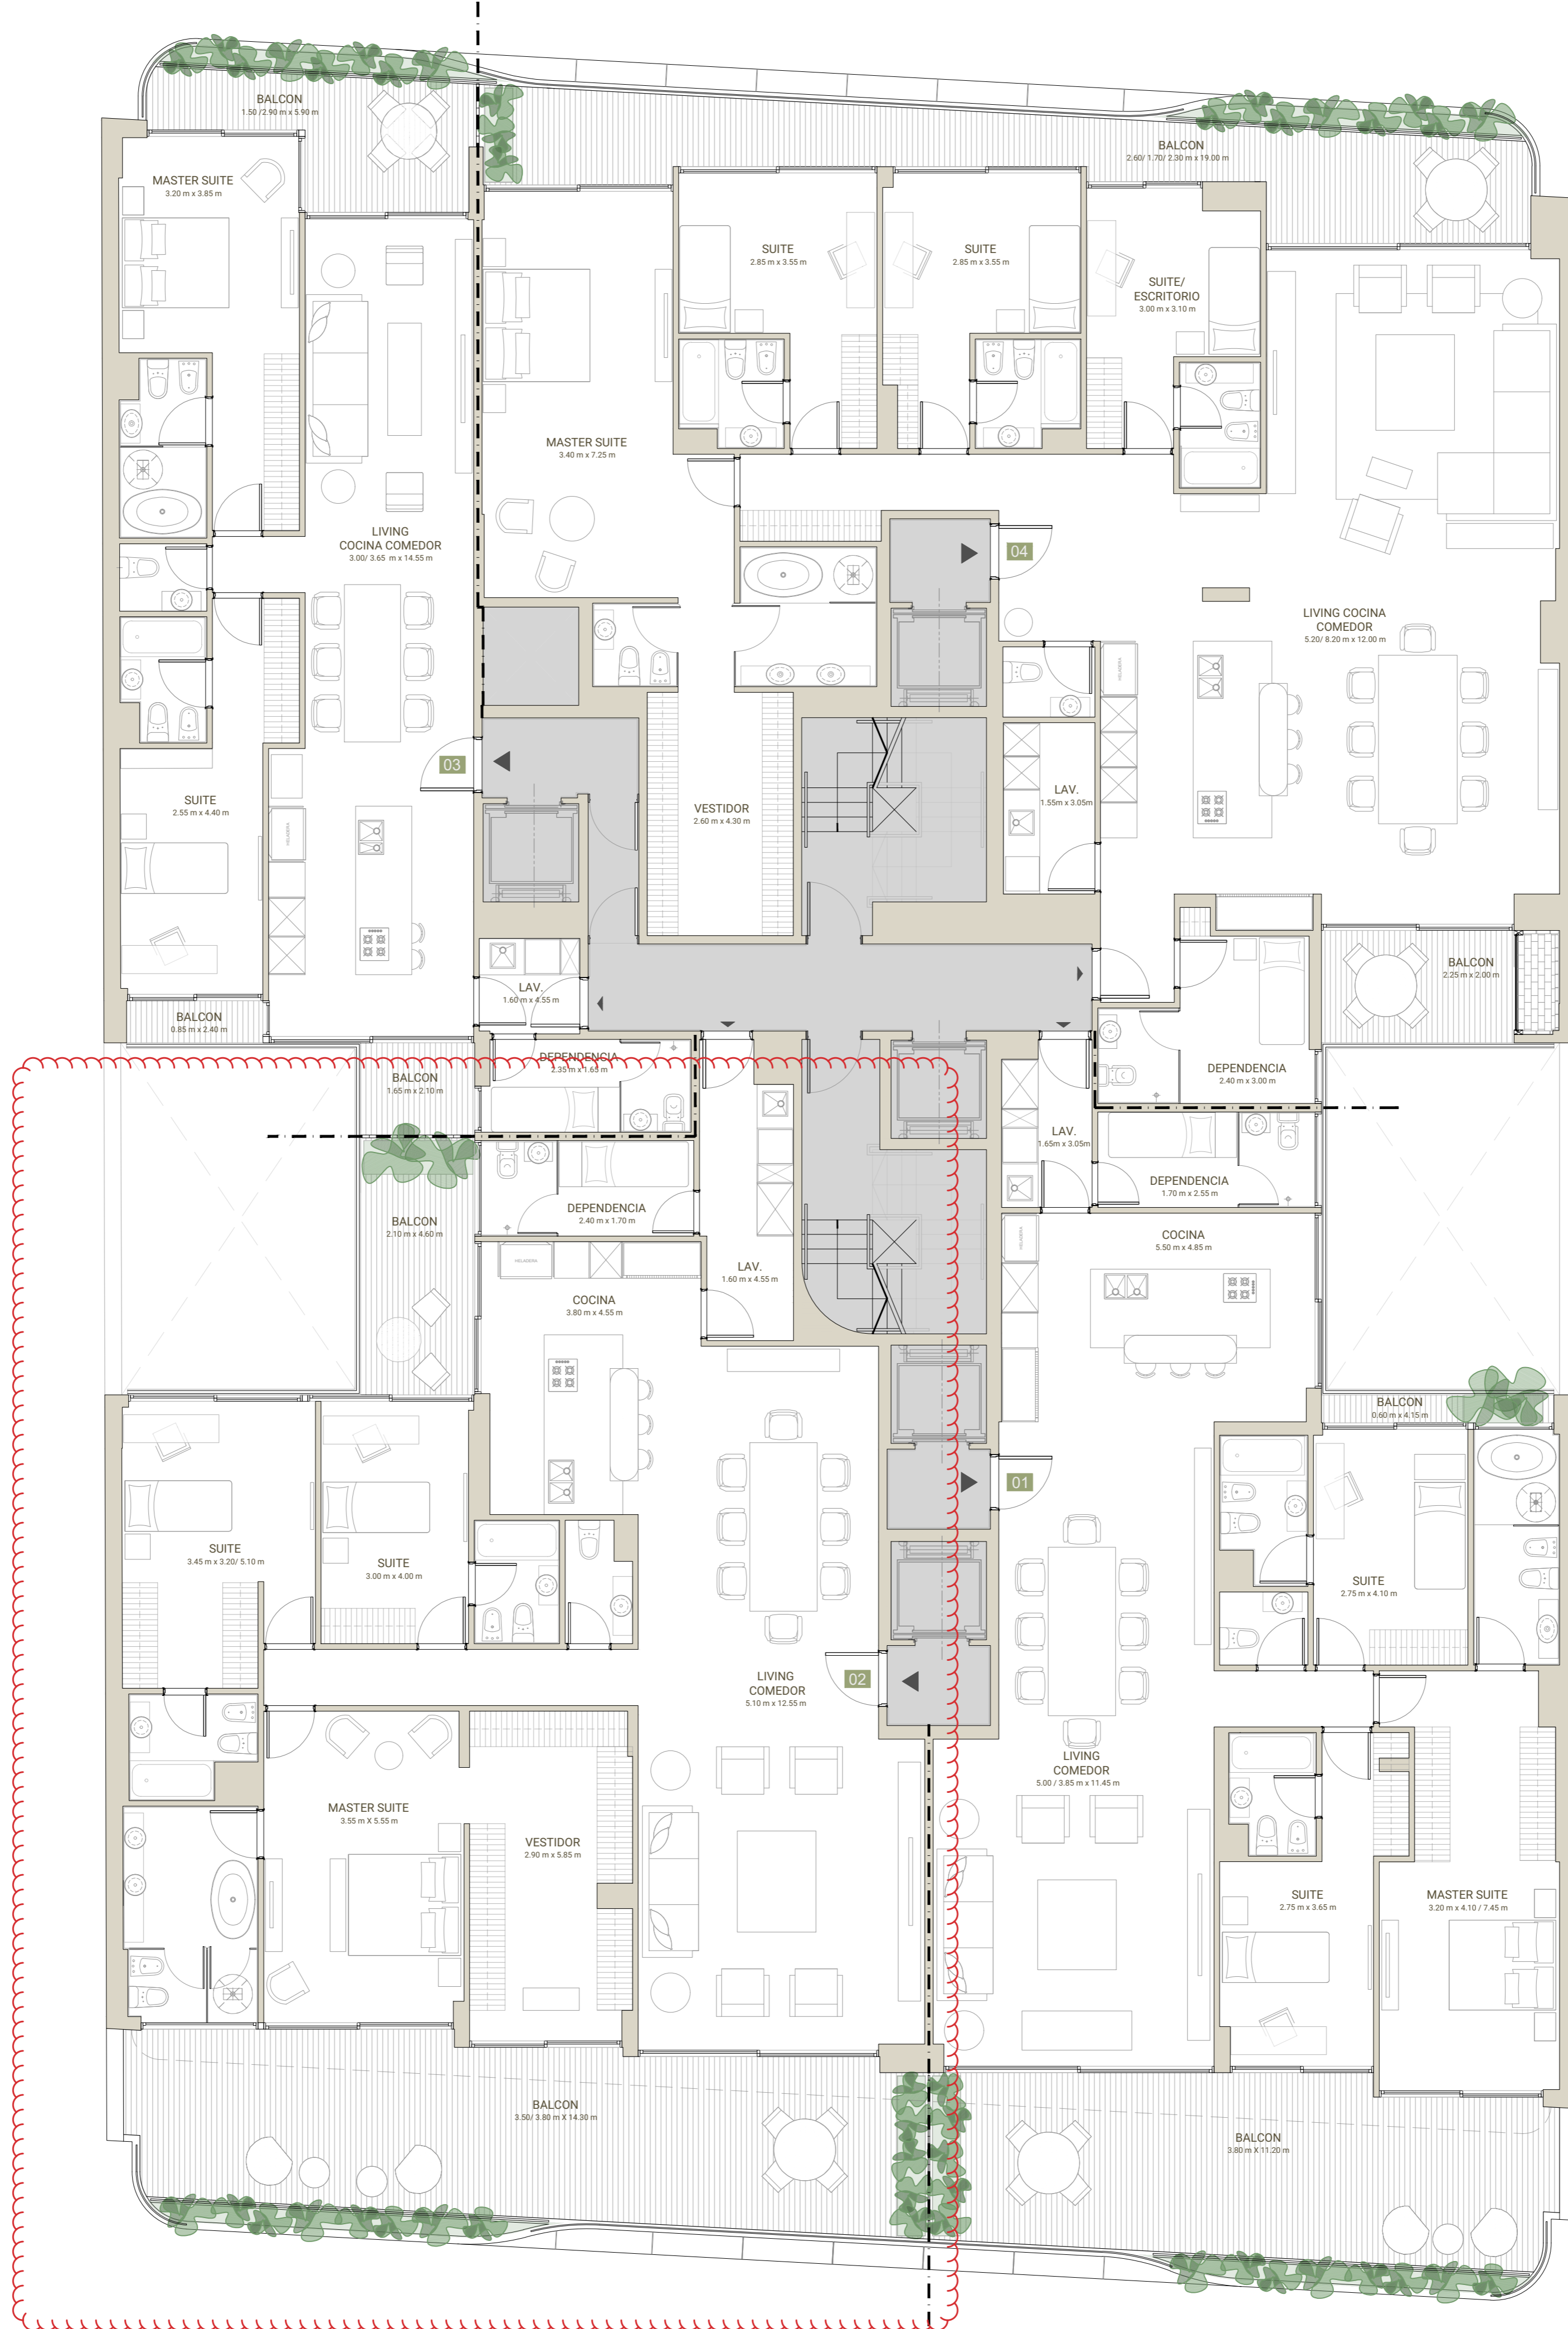 BALCON
1.50 /2.90 m x 5.90 m
BALCON
2.60/ 1.70/ 2.30 m x 19.00 m
MASTER SUITE
3.20 m x 3.85 m
SUITE
2.85 m x 3.55 m
SUITE
2.85 m x 3.55 m
SUITE/
ESCRITORIO
3.00 m x 3.10 m
MASTER SUITE
3.40 m x 7.25 m
LIVING
COCINA COMEDOR
3.00/ 3.65 m x 14.55 m
04
LIVING COCINA
COMEDOR
5.20/ 8.20 m x 12.00 m
HELADERA
03
SUITE
2.55 m x 4.40 m
HELADERA
VESTIDOR
2.60 m x 4.30 m
LAV.
1.55m x 3.05m
BALCON
2.25 m x 2.00 m
LAV.
1.60 m x 4.55 m
BALCON
0.85 m x 2.40 m
DEPENDENCIA
2.35 m x 1.65 m
BALCON
1.65 m x 2.10 m
DEPENDENCIA
2.40 m x 3.00 m
LAV.
1.65m x 3.05m
DEPENDENCIA
1.70 m x 2.55 m
DEPENDENCIA
2.40 m x 1.70 m
BALCON
2.10 m x 4.60 m
HELADERA
HELADERA
COCINA
5.50 m x 4.85 m
LAV.
1.60 m x 4.55 m
COCINA
3.80 m x 4.55 m
BALCON
0.60 m x 4.15 m
01
SUITE
3.45 m x 3.20/ 5.10 m
SUITE
3.00 m x 4.00 m
SUITE
2.75 m x 4.10 m
02
LIVING
COMEDOR
5.10 m x 12.55 m
LIVING
COMEDOR
5.00 / 3.85 m x 11.45 m
MASTER SUITE
3.55 m X 5.55 m
VESTIDOR
2.90 m x 5.85 m
SUITE
2.75 m x 3.65 m
MASTER SUITE
3.20 m x 4.10 / 7.45 m
BALCON
3.50/ 3.80 m X 14.30 m
BALCON
3.80 m X 11.20 m